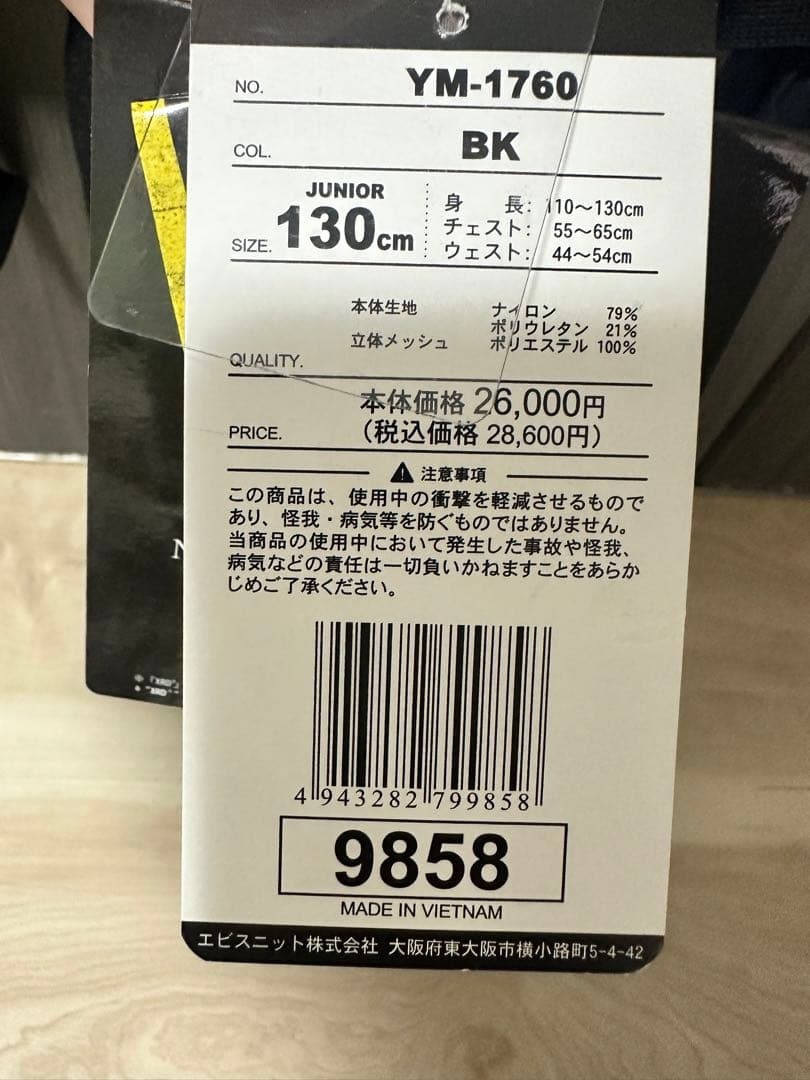 NO. YM-1760
COL. BK
JUNIOR
SIZE. 130cm
身 長: 110～130cm
チェスト: 55～65cm
ウェスト: 44～54cm
本体生地 ナイロン 79%
ポリウレタン 21%
立体メッシュ ポリエステル 100%
QUALITY.
本体価格 26,000円
PRICE. (税込価格 28,600円)
⚠ 注意事項
この商品は、使用中の衝撃を軽減させるもので
あり、怪我・病気等を防ぐものではありません。
当商品の使用中において発生した事故や怪我、
病気などの責任は一切負いかねますことをあらか
じめご了承ください。
4 943282 799858
9858
MADE IN VIETNAM
エビスニット株式会社 大阪府東大阪市横小路町5-4-42
N